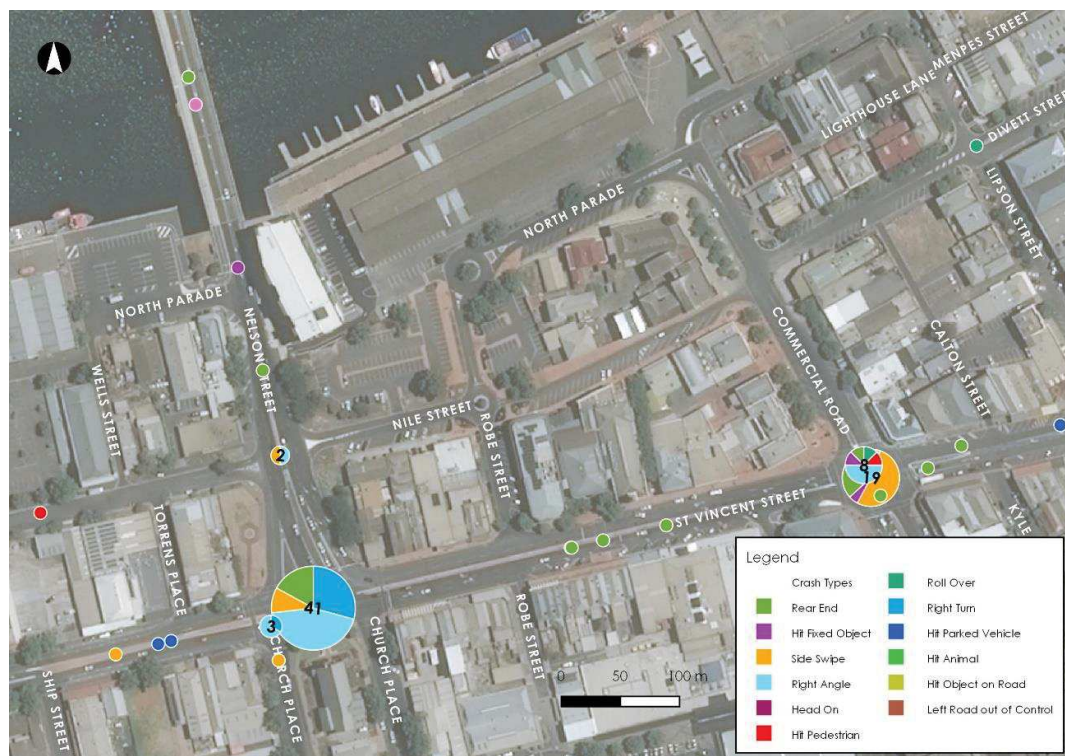 MENPES STREET
LIGHTHOUSE LANE
DIVETT STREET
LIPSON STREET
NORTH PARADE
NORTH PARADE
NELSON STREET
COMMERCIAL ROAD
CALTON STREET
WELLS STREET
NILE STREET
ROBE STREET
2
8
19
ST VINCENT STREET
KYLE
TORRENS PLACE
41
3
CHURCH PLACE
CHURCH PLACE
ROBE STREET
SHIP STREET
0 50 100 m
Legend
Crash Types
Rear End
Hit Fixed Object
Side Swipe
Right Angle
Head On
Hit Pedestrian
Roll Over
Right Turn
Hit Parked Vehicle
Hit Animal
Hit Object on Road
Left Road out of Control